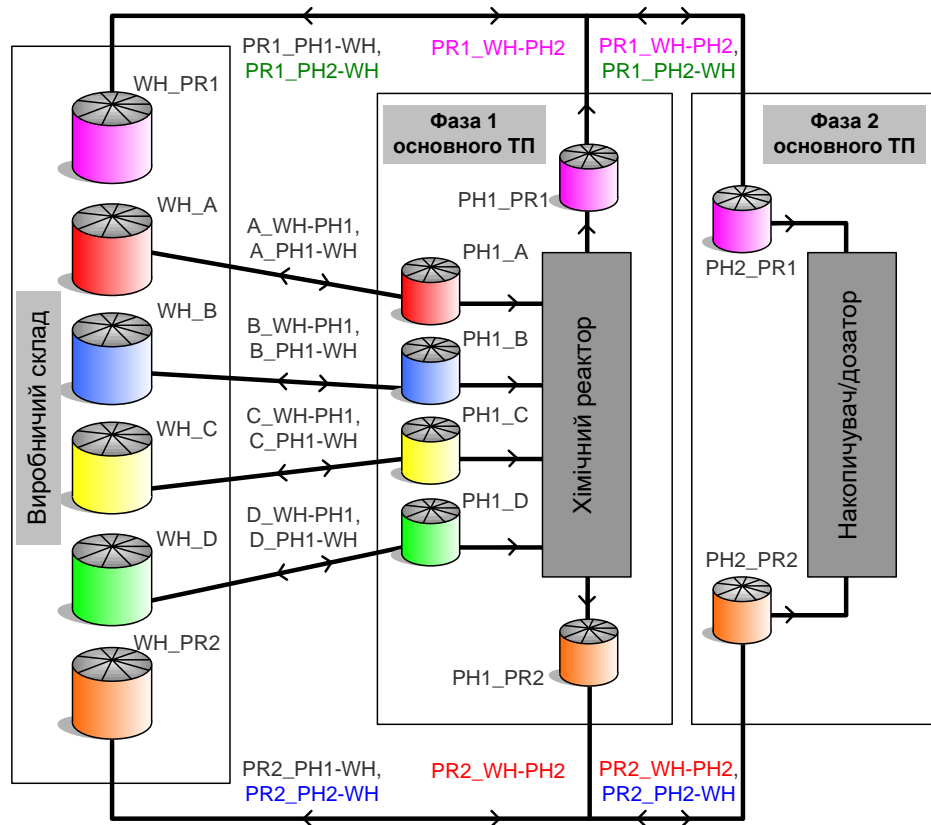 PR1_PH1-WH,
PR1_PH2-WH
PR1_WH-PH2
PR1_WH-PH2,
PR1_PH2-WH
WH_PR1
Фаза 1
основного ТП
Фаза 2
основного ТП
PH1_PR1
WH_A
A_WH-PH1,
A_PH1-WH
PH1_A
PH2_PR1
WH_B
B_WH-PH1,
B_PH1-WH
PH1_B
Виробничий склад
Хімічний реактор
Накопичувач/дозатор
WH_C
C_WH-PH1,
C_PH1-WH
PH1_C
WH_D
D_WH-PH1,
D_PH1-WH
PH1_D
PH2_PR2
WH_PR2
PH1_PR2
PR2_PH1-WH,
PR2_PH2-WH
PR2_WH-PH2
PR2_WH-PH2,
PR2_PH2-WH